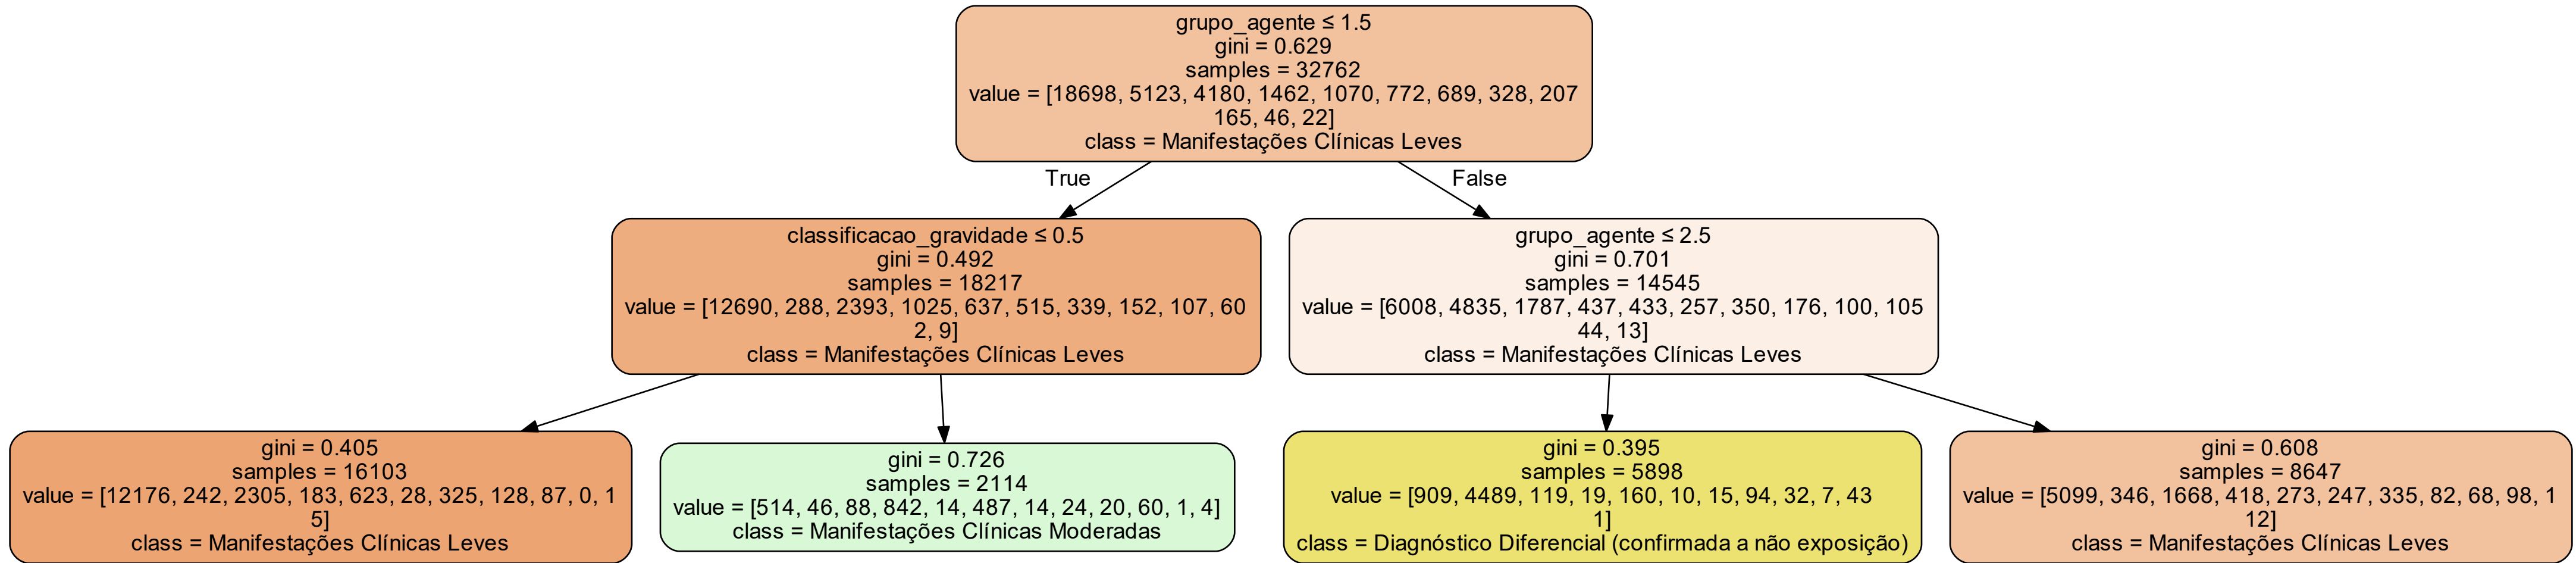 grupo_agente ≤ 1.5
gini = 0.629
samples = 32762
value = [18698, 5123, 4180, 1462, 1070, 772, 689, 328, 207
165, 46, 22]
class = Manifestações Clínicas Leves
True
False
classificacao_gravidade ≤ 0.5
gini = 0.492
samples = 18217
value = [12690, 288, 2393, 1025, 637, 515, 339, 152, 107, 60
2, 9]
class = Manifestações Clínicas Leves
grupo_agente ≤ 2.5
gini = 0.701
samples = 14545
value = [6008, 4835, 1787, 437, 433, 257, 350, 176, 100, 105
44, 13]
class = Manifestações Clínicas Leves
gini = 0.405
samples = 16103
value = [12176, 242, 2305, 183, 623, 28, 325, 128, 87, 0, 1
5]
class = Manifestações Clínicas Leves
gini = 0.726
samples = 2114
value = [514, 46, 88, 842, 14, 487, 14, 24, 20, 60, 1, 4]
class = Manifestações Clínicas Moderadas
gini = 0.395
samples = 5898
value = [909, 4489, 119, 19, 160, 10, 15, 94, 32, 7, 43
1]
class = Diagnóstico Diferencial (confirmada a não exposição)
gini = 0.608
samples = 8647
value = [5099, 346, 1668, 418, 273, 247, 335, 82, 68, 98, 1
12]
class = Manifestações Clínicas Leves